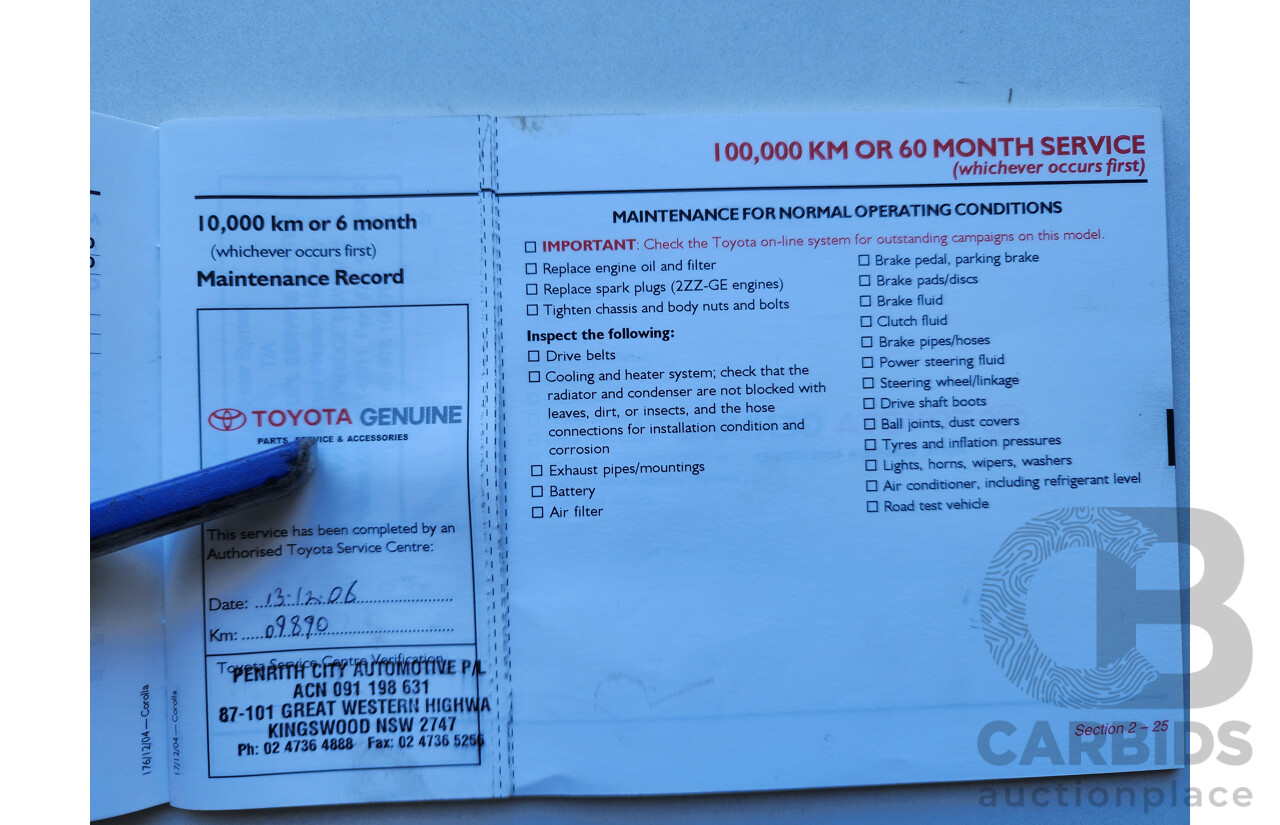 10,000 km or 6 month
(whichever occurs first)
Maintenance Record
TOYOTA GENUINE
PARTS, SERVICE & ACCESSORIES
This service has been completed by an
Authorised Toyota Service Centre:
Date: 13-12-06
Km: 09890
Toyota Service Centre Verification
PENRITH CITY AUTOMOTIVE P/L
ACN 091 198 631
87-101 GREAT WESTERN HIGHWA
KINGSWOOD NSW 2747
Ph: 02 4736 4888 Fax: 02 4736 5256
176/12/04 — Corolla
17/12/04 — Corolla
100,000 KM OR 60 MONTH SERVICE
(whichever occurs first)
MAINTENANCE FOR NORMAL OPERATING CONDITIONS
IMPORTANT: Check the Toyota on-line system for outstanding campaigns on this model.
Replace engine oil and filter
Replace spark plugs (2ZZ-GE engines)
Tighten chassis and body nuts and bolts
Inspect the following:
Drive belts
Cooling and heater system; check that the
radiator and condenser are not blocked with
leaves, dirt, or insects, and the hose
connections for installation condition and
corrosion
Exhaust pipes/mountings
Battery
Air filter
Brake pedal, parking brake
Brake pads/discs
Brake fluid
Clutch fluid
Brake pipes/hoses
Power steering fluid
Steering wheel/linkage
Drive shaft boots
Ball joints, dust covers
Tyres and inflation pressures
Lights, horns, wipers, washers
Air conditioner, including refrigerant level
Road test vehicle
Section 2 – 25
CB
CARBIDS
auctionplace